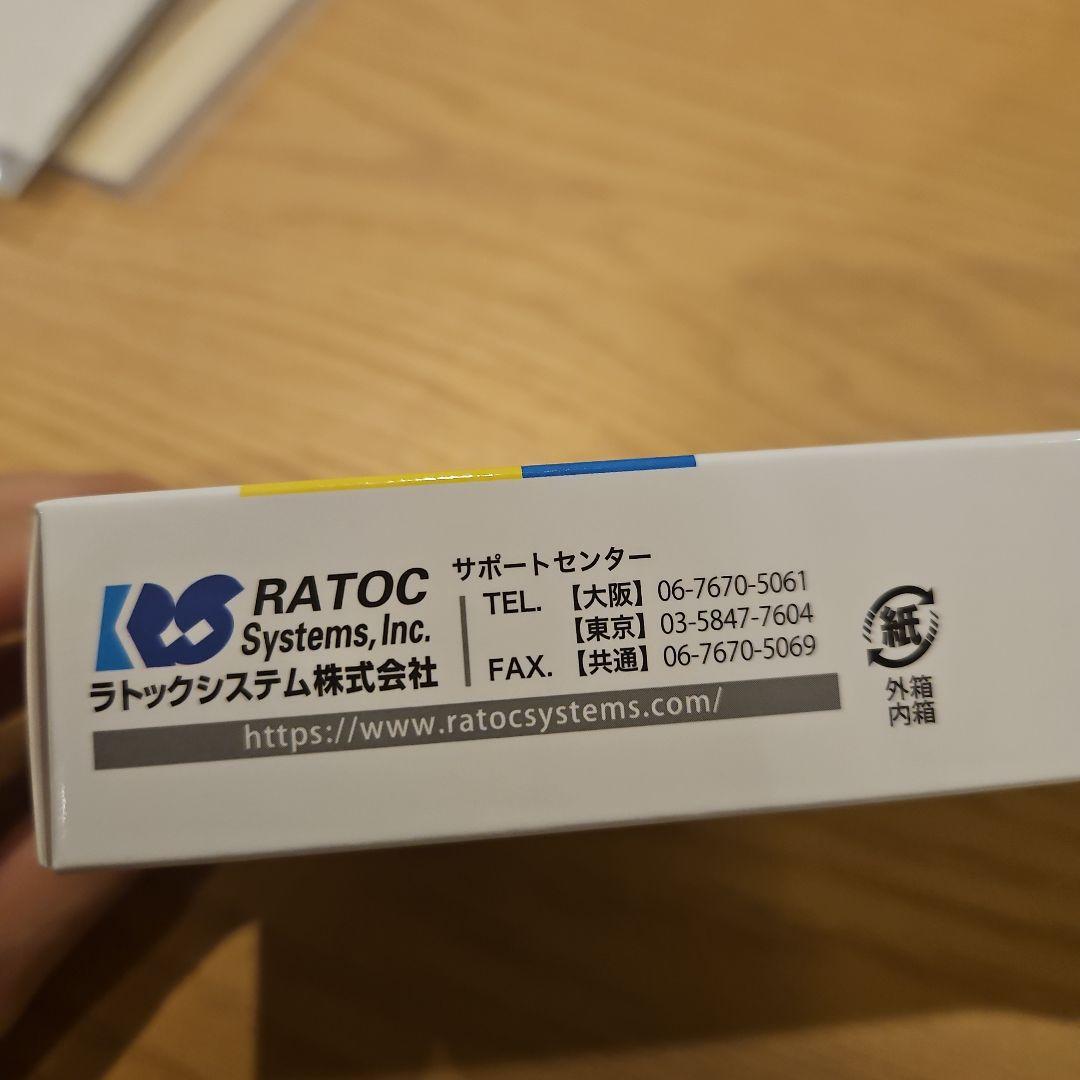 RATOC
Systems, Inc.
ラトックシステム株式会社
サポートセンター
TEL. 【大阪】 06-7670-5061
【東京】 03-5847-7604
FAX. 【共通】 06-7670-5069
https://www.ratocsystems.com/
紙
外箱
内箱